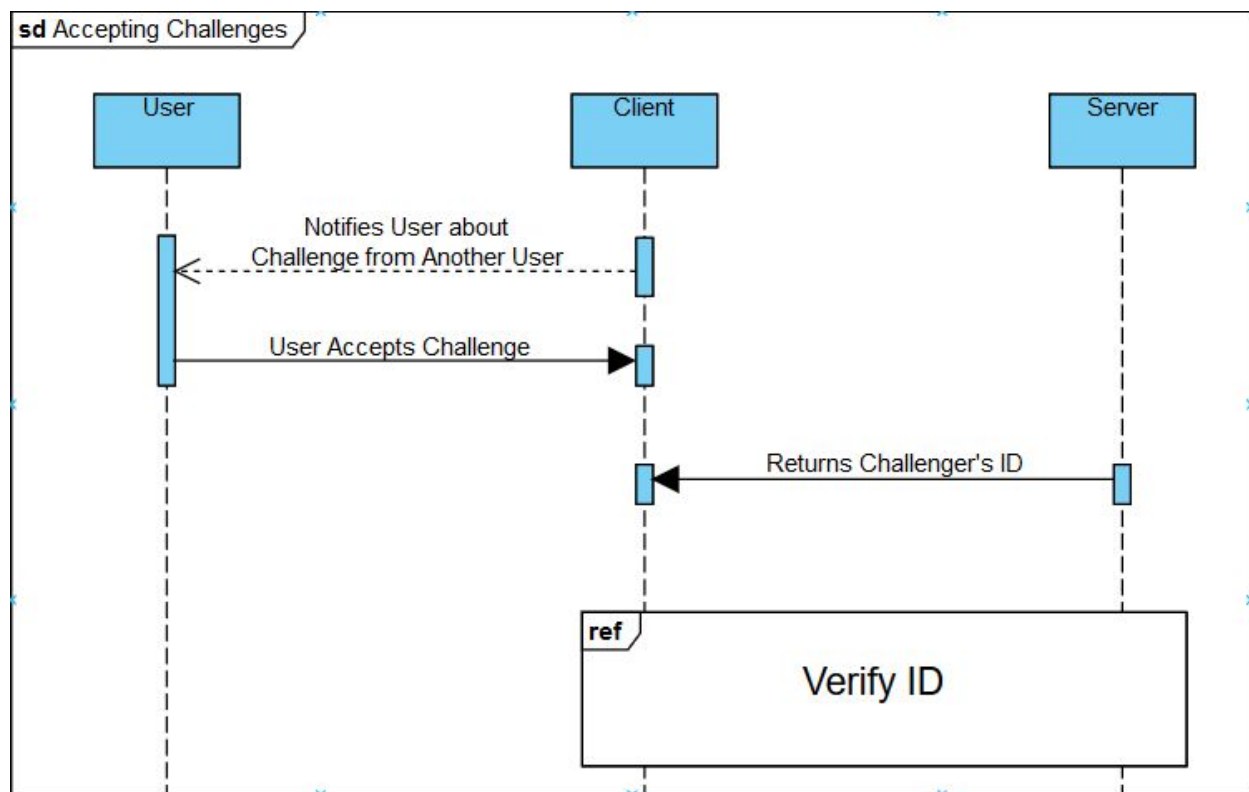 sd Accepting Challenges
User
Client
Server
Notifies User about
Challenge from Another User
User Accepts Challenge
Returns Challenger's ID
ref
Verify ID